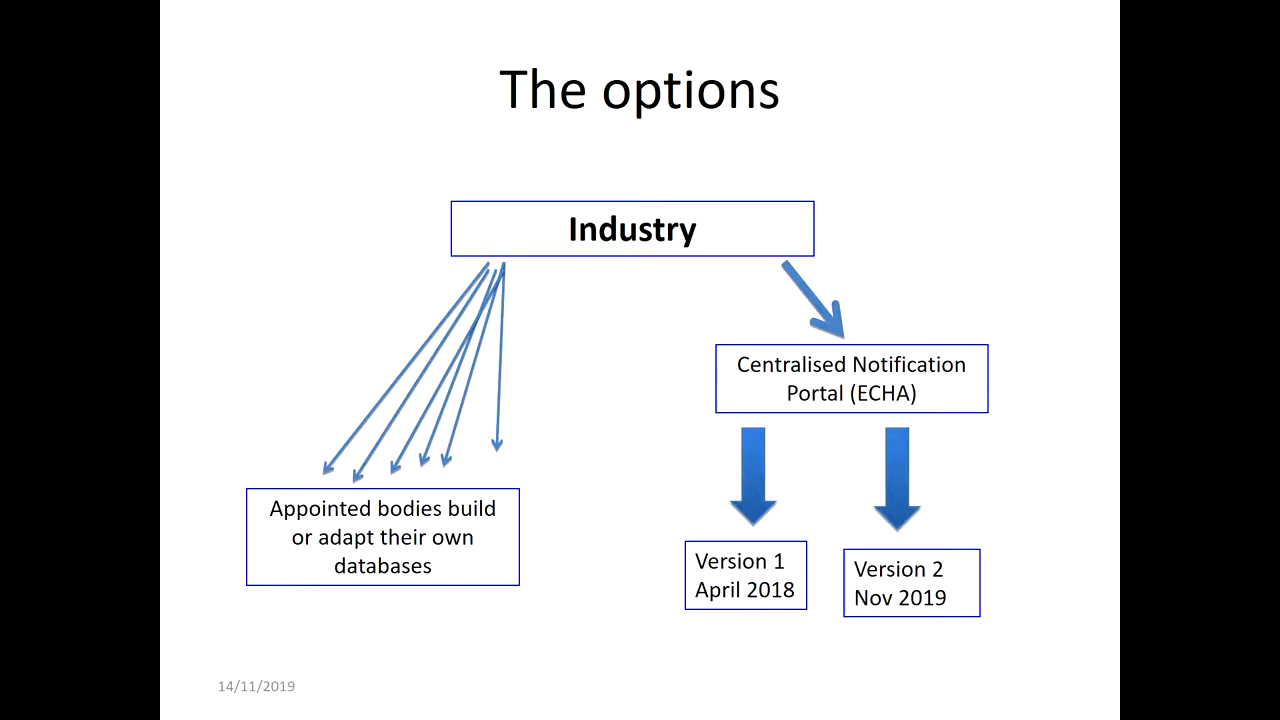 The options
Industry
Centralised Notification
Portal (ECHA)
Appointed bodies build
or adapt their own
databases
Version 1
April 2018
Version 2
Nov 2019
14/11/2019